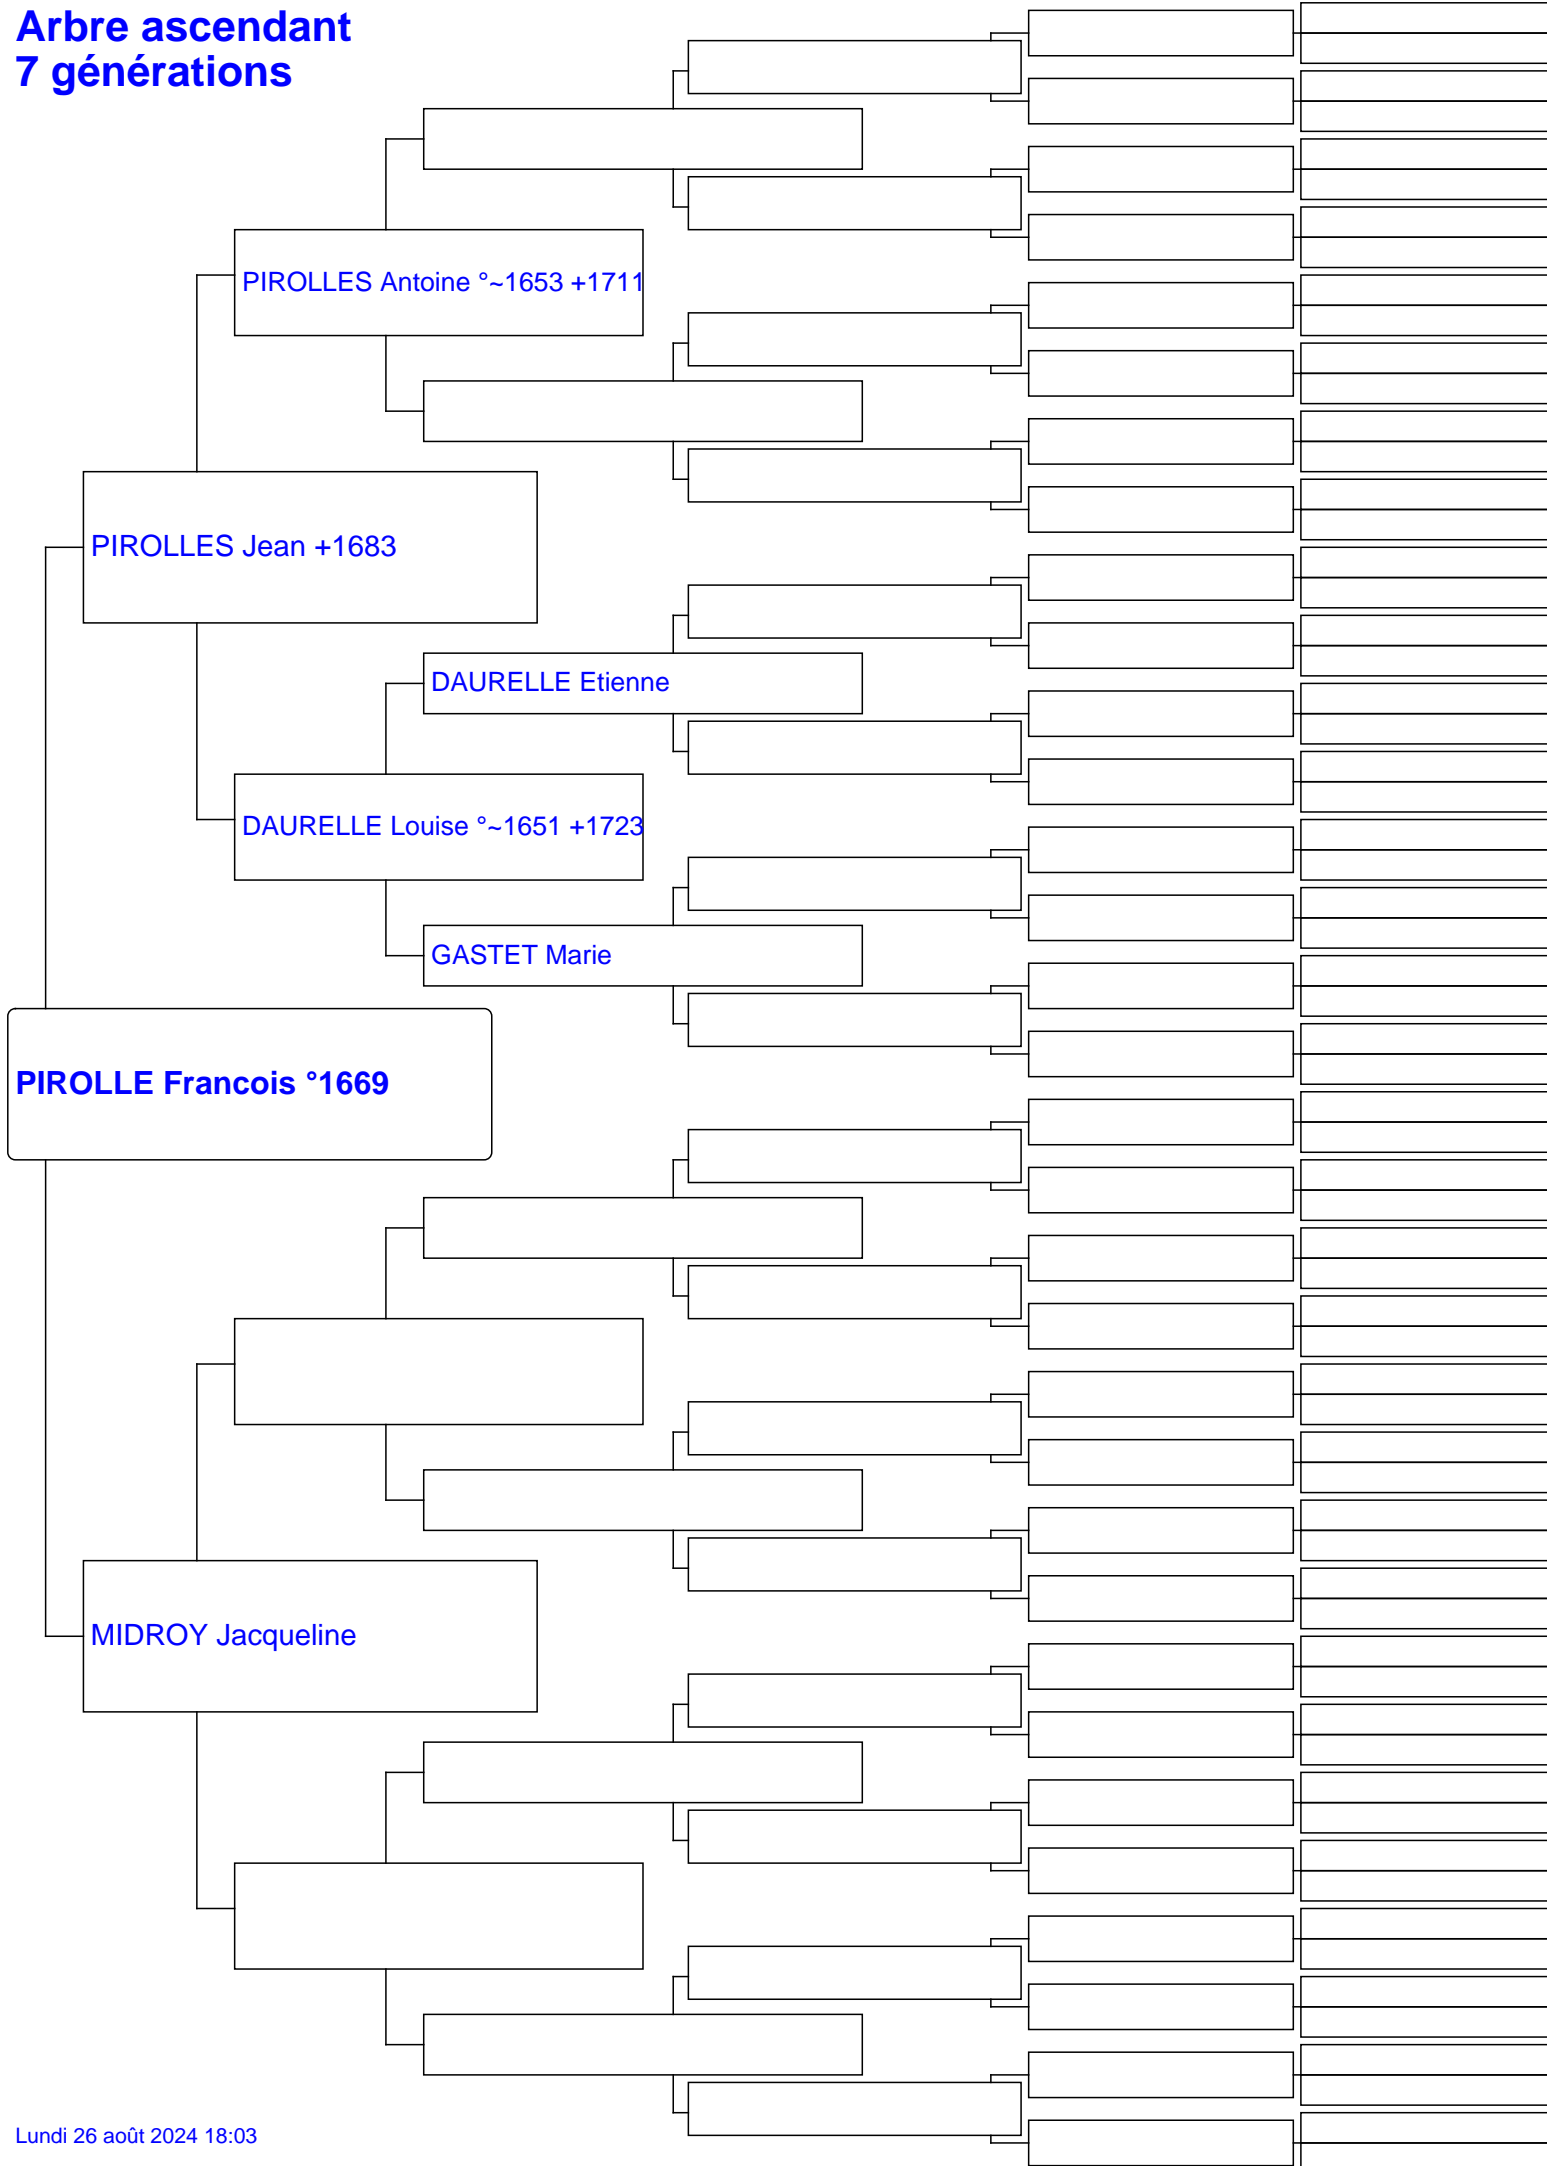 Arbre ascendant
7 générations
PIROLLES Antoine °~1653 +1711
PIROLLES Jean +1683
DAURELLE Etienne
DAURELLE Louise °~1651 +1723
GASTET Marie
PIROLLE Francois °1669
MIDROY Jacqueline
Lundi 26 août 2024 18:03